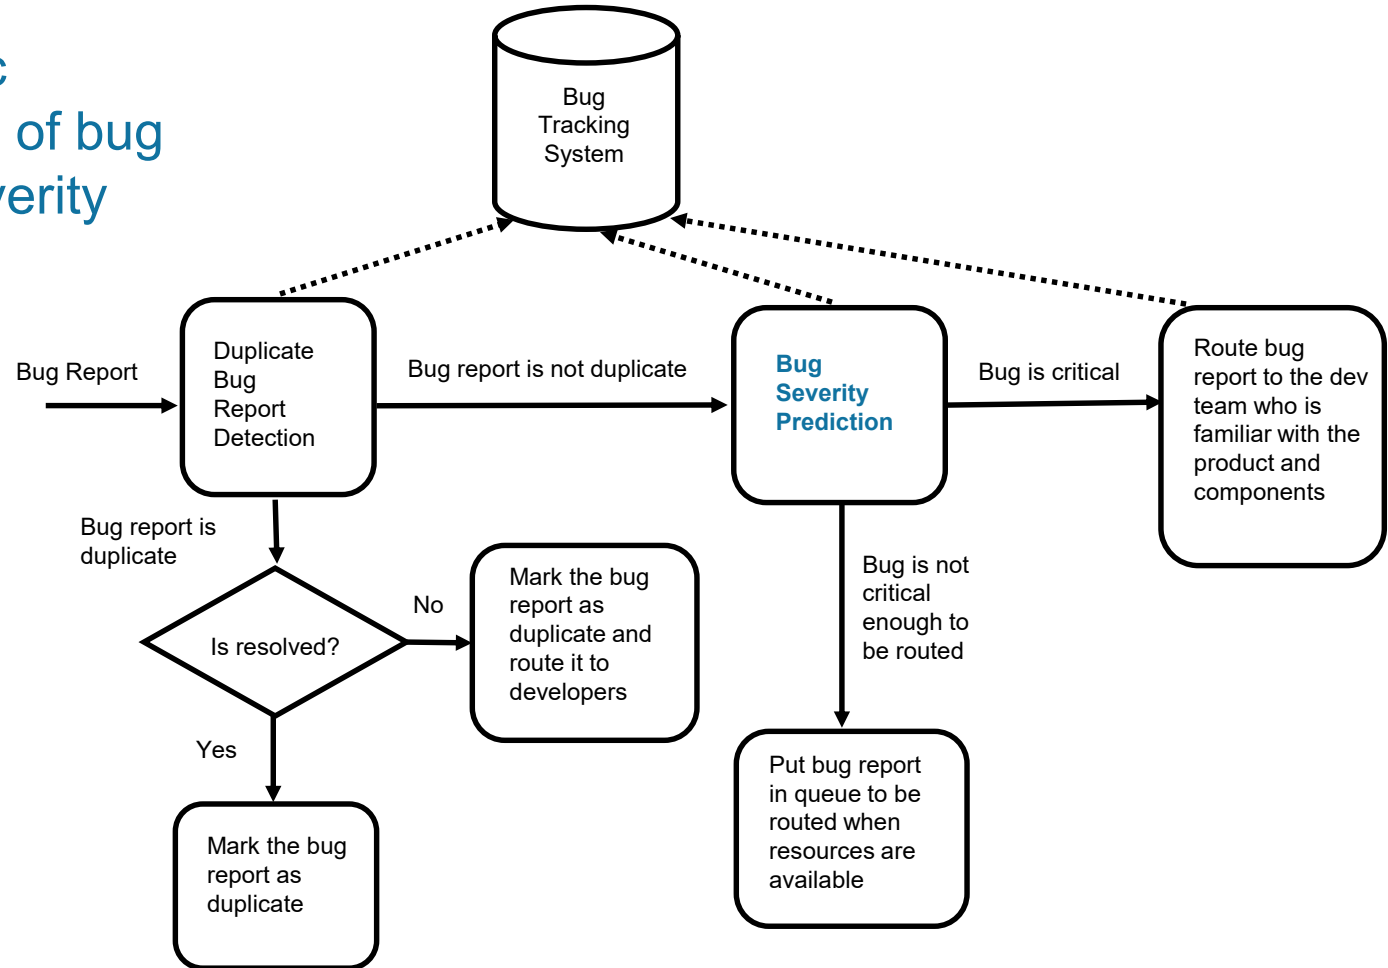 of bug
Bug
Tracking
System
Bug Report
Duplicate
Bug
Report
Detection
Bug report is not duplicate
Bug
Severity
Prediction
Bug is critical
Route bug
report to the dev
team who is
familiar with the
product and
components
Bug report is
duplicate
Is resolved?
No
Mark the bug
report as
duplicate and
route it to
developers
Bug is not
critical
enough to
be routed
Yes
Mark the bug
report as
duplicate
Put bug report
in queue to be
routed when
resources are
available